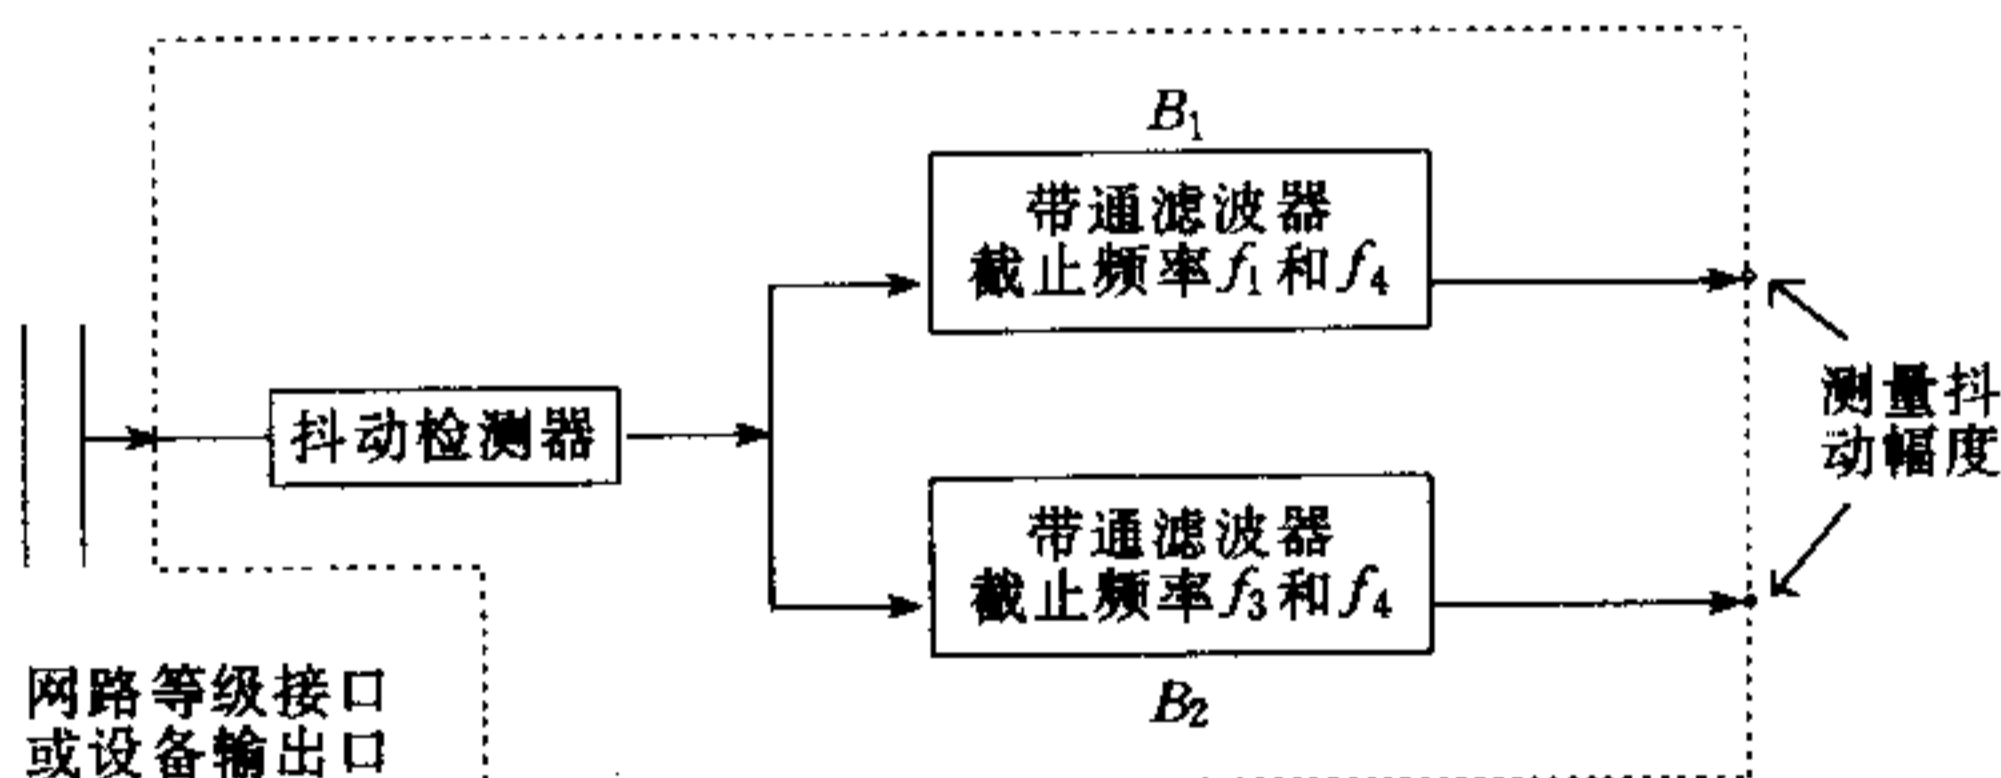 B₁
带通滤波器
截止频率f₁和f₄
抖动检测器
测量抖
动幅度
带通滤波器
截止频率f₃和f₄
B₂
网路等级接口
或设备输出口